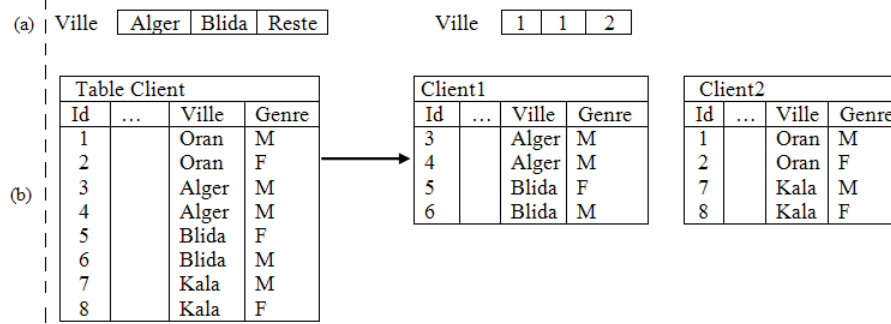 (a) Ville Alger Blida Reste Ville 1 1 2
Table Client Client1 Client2
Id ... Ville Genre Id ... Ville Genre Id ... Ville Genre
1 Oran M 3 Alger M 1 Oran M
2 Oran F 4 Alger M 2 Oran F
(b) 3 Alger M 5 Blida F 7 Kala M
4 Alger M 6 Blida M 8 Kala F
5 Blida F
6 Blida M
7 Kala M
8 Kala F